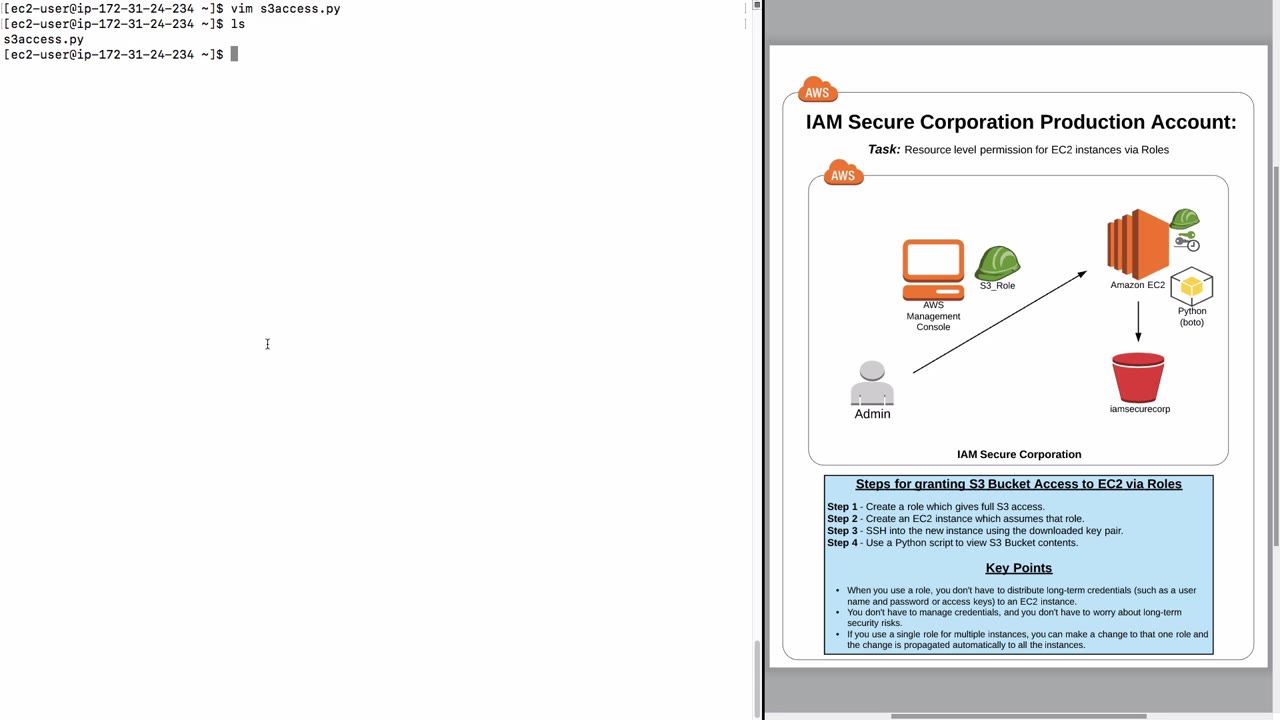 [ec2-user@ip-172-31-24-234 ~]$ vim s3access.py
[ec2-user@ip-172-31-24-234 ~]$ ls
s3access.py
[ec2-user@ip-172-31-24-234 ~]$
AWS
IAM Secure Corporation Production Account:
Task: Resource level permission for EC2 instances via Roles
AWS
S3_Role
Amazon EC2
AWS
Management
Console
Python
(boto)
Admin
iamsecurecorp
IAM Secure Corporation
Steps for granting S3 Bucket Access to EC2 via Roles
Step 1 - Create a role which gives full S3 access.
Step 2 - Create an EC2 instance which assumes that role.
Step 3 - SSH into the new instance using the downloaded key pair.
Step 4 - Use a Python script to view S3 Bucket contents.
Key Points
• When you use a role, you don't have to distribute long-term credentials (such as a user
name and password or access keys) to an EC2 instance.
• You don't have to manage credentials, and you don't have to worry about long-term
security risks.
• If you use a single role for multiple instances, you can make a change to that one role and
the change is propagated automatically to all the instances.